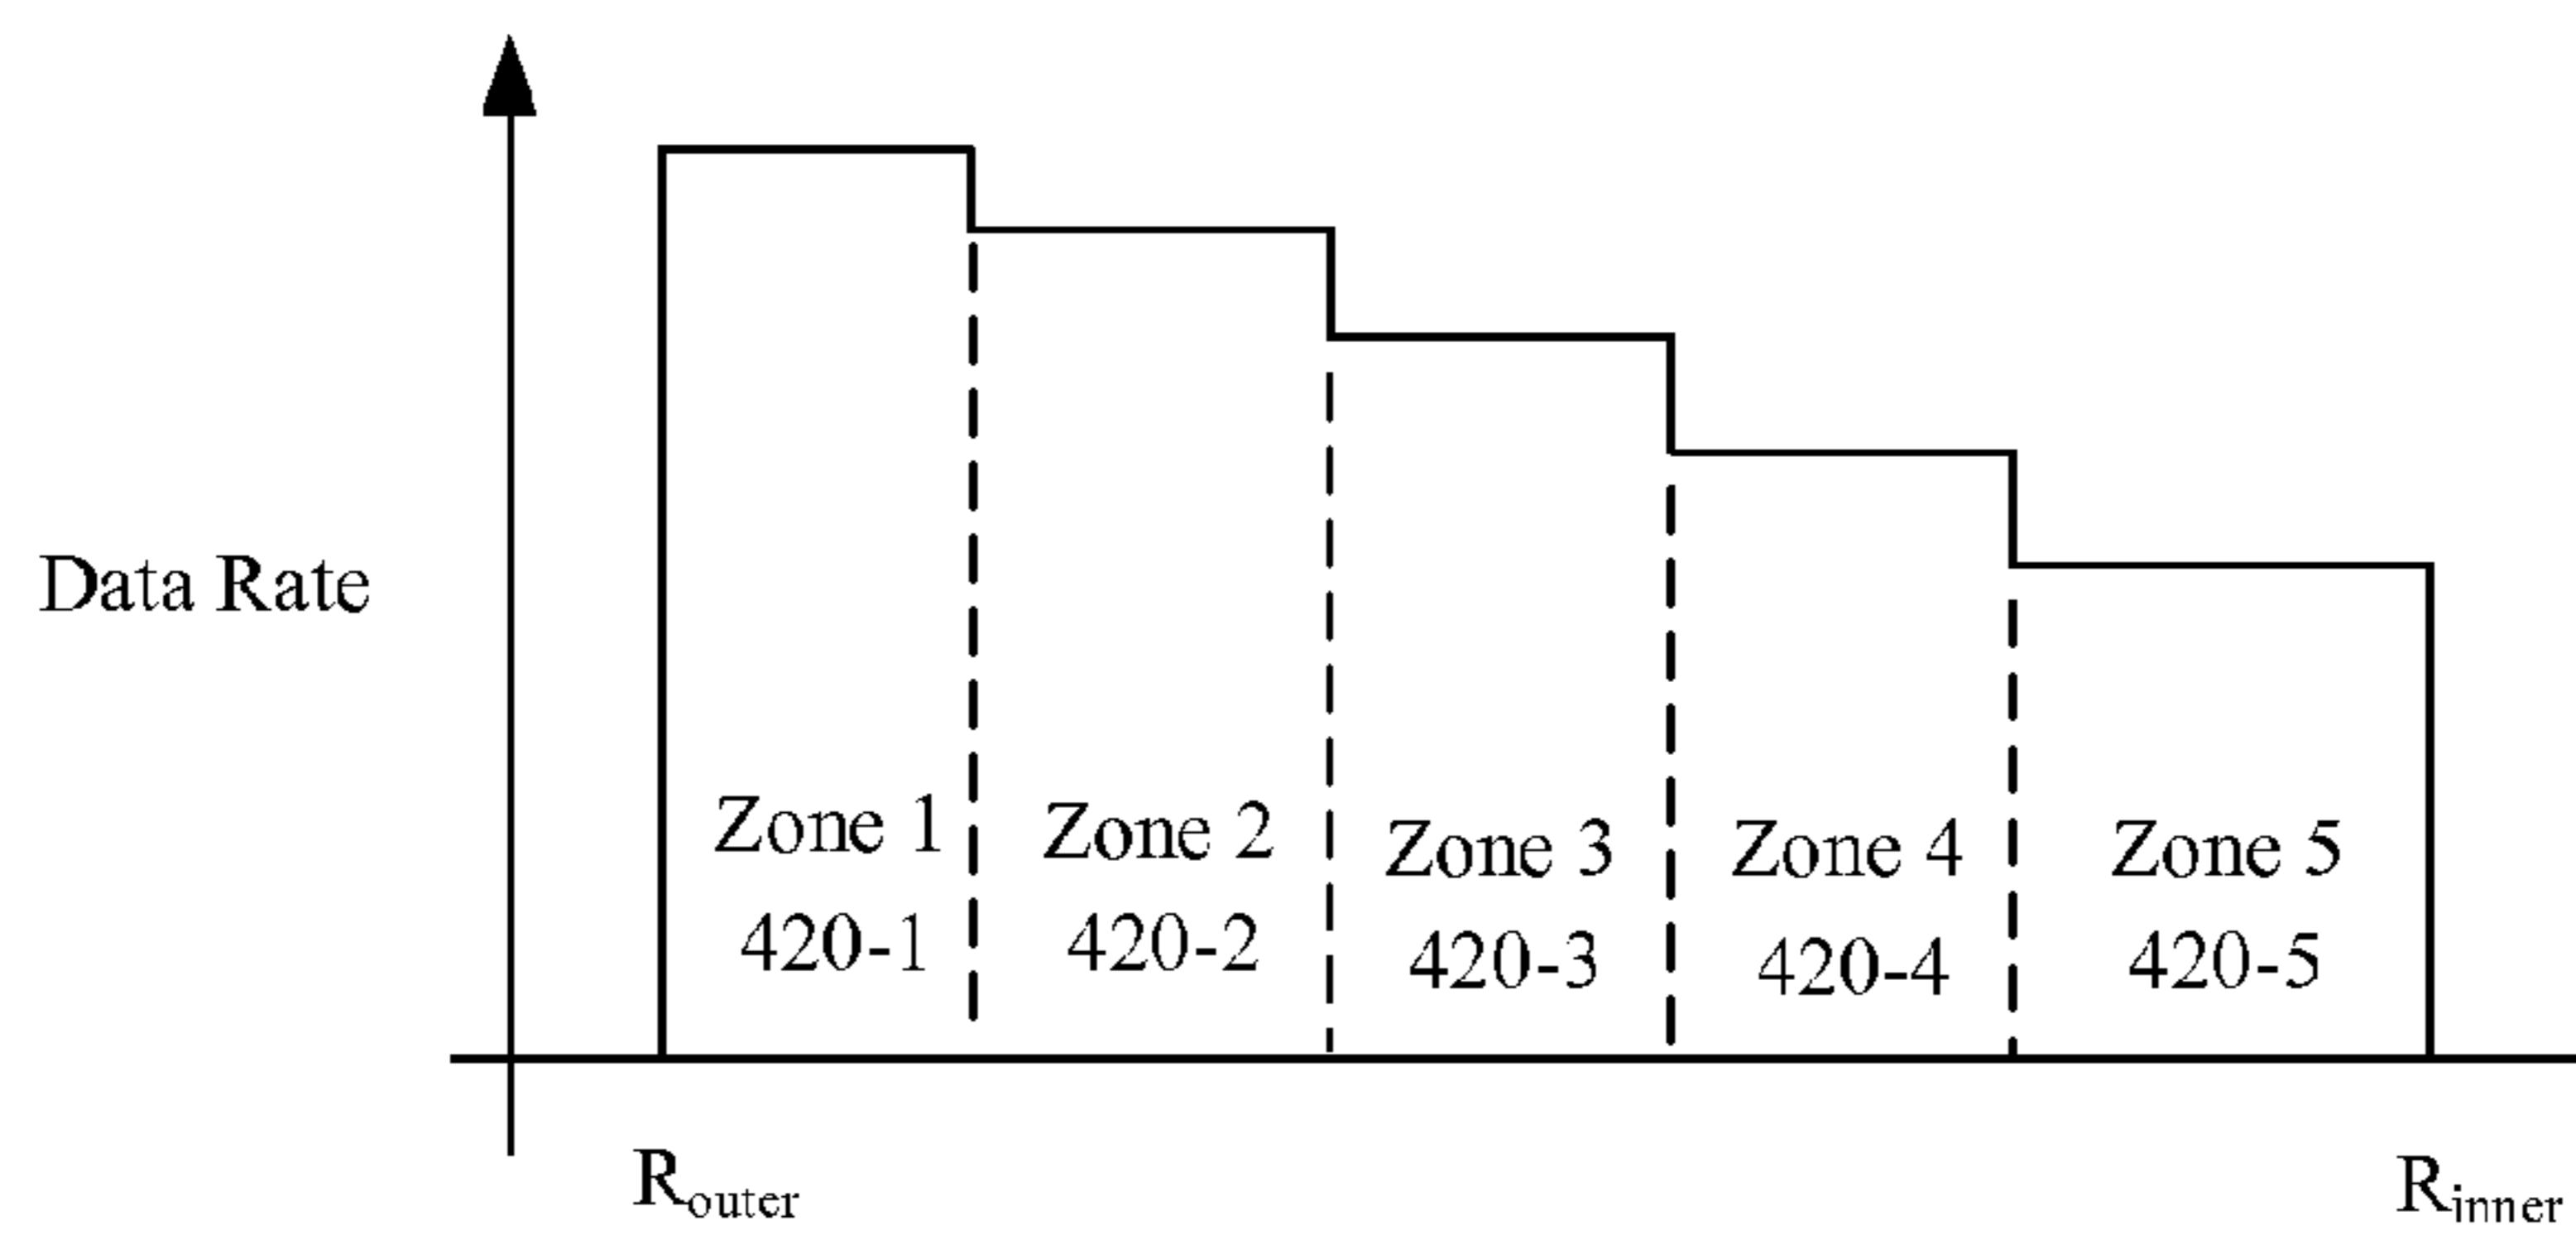 Data Rate
Zone 1
420-1
Zone 2
420-2
Zone 3
420-3
Zone 4
420-4
Zone 5
420-5
Router
Rinner